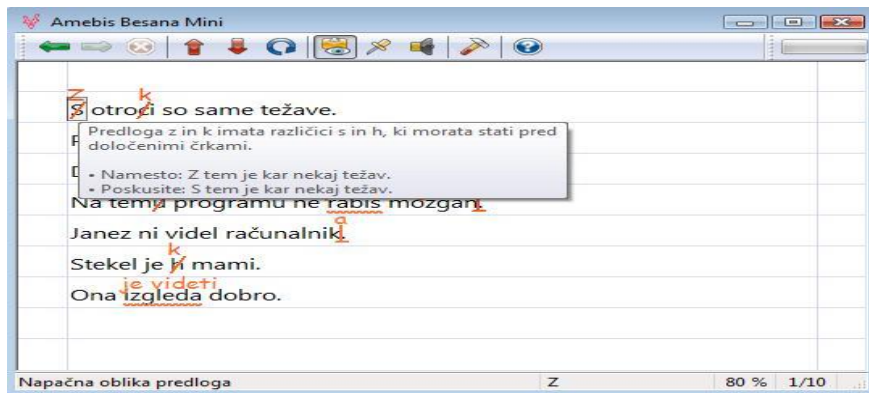 Amebis Besana Mini
Z k
S otroci so same težave.
Predloga z in k imata različici s in h, ki morata stati pred
določenimi črkami.
• Namesto: Z tem je kar nekaj težav.
• Poskusite: S tem je kar nekaj težav.
Na temu programu ne rabiš mozgan.
a
Janez ni videl računalnik.
k
Stekel je h mami.
je videti
Ona izgleda dobro.
Napačna oblika predloga Z 80 % 1/10